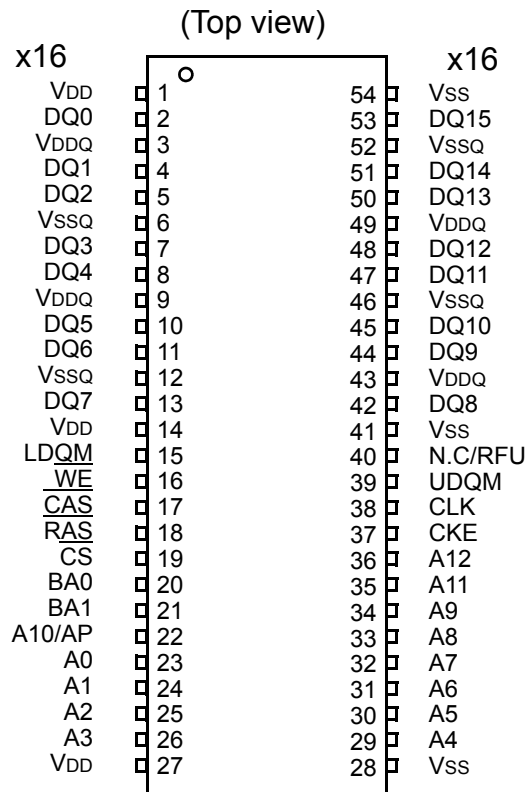 (Top view)
x16 x16
VDD 1 54 VSS
DQ0 2 53 DQ15
VDDQ 3 52 VSSQ
DQ1 4 51 DQ14
DQ2 5 50 DQ13
VSSQ 6 49 VDDQ
DQ3 7 48 DQ12
DQ4 8 47 DQ11
VDDQ 9 46 VSSQ
DQ5 10 45 DQ10
DQ6 11 44 DQ9
VSSQ 12 43 VDDQ
DQ7 13 42 DQ8
VDD 14 41 VSS
LDQM 15 40 N.C/RFU
WE 16 39 UDQM
CAS 17 38 CLK
RAS 18 37 CKE
CS 19 36 A12
BA0 20 35 A11
BA1 21 34 A9
A10/AP 22 33 A8
A0 23 32 A7
A1 24 31 A6
A2 25 30 A5
A3 26 29 A4
VDD 27 28 VSS